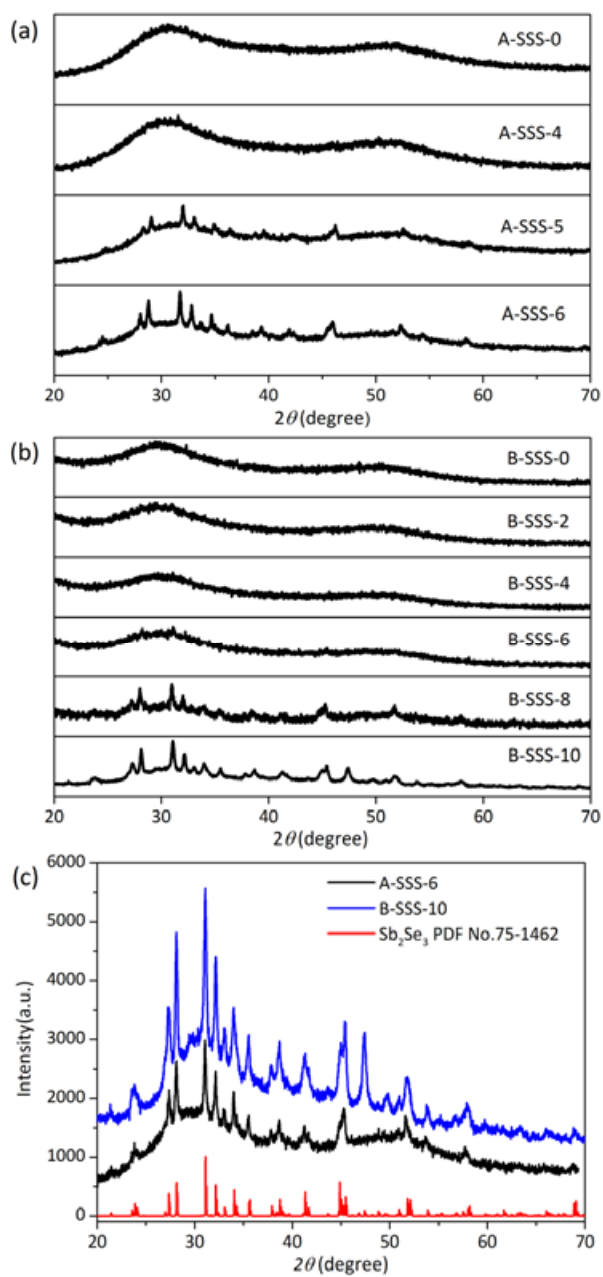 (a)
A-SSS-0
A-SSS-4
A-SSS-5
A-SSS-6
20 30 40 50 60 70
2θ (degree)
(b)
B-SSS-0
B-SSS-2
B-SSS-4
B-SSS-6
B-SSS-8
B-SSS-10
20 30 40 50 60 70
2θ (degree)
(c)
A-SSS-6
B-SSS-10
Sb₂Se₃ PDF No.75-1462
Intensity(a.u.)
6000
5000
4000
3000
2000
1000
0
20 30 40 50 60 70
2θ (degree)